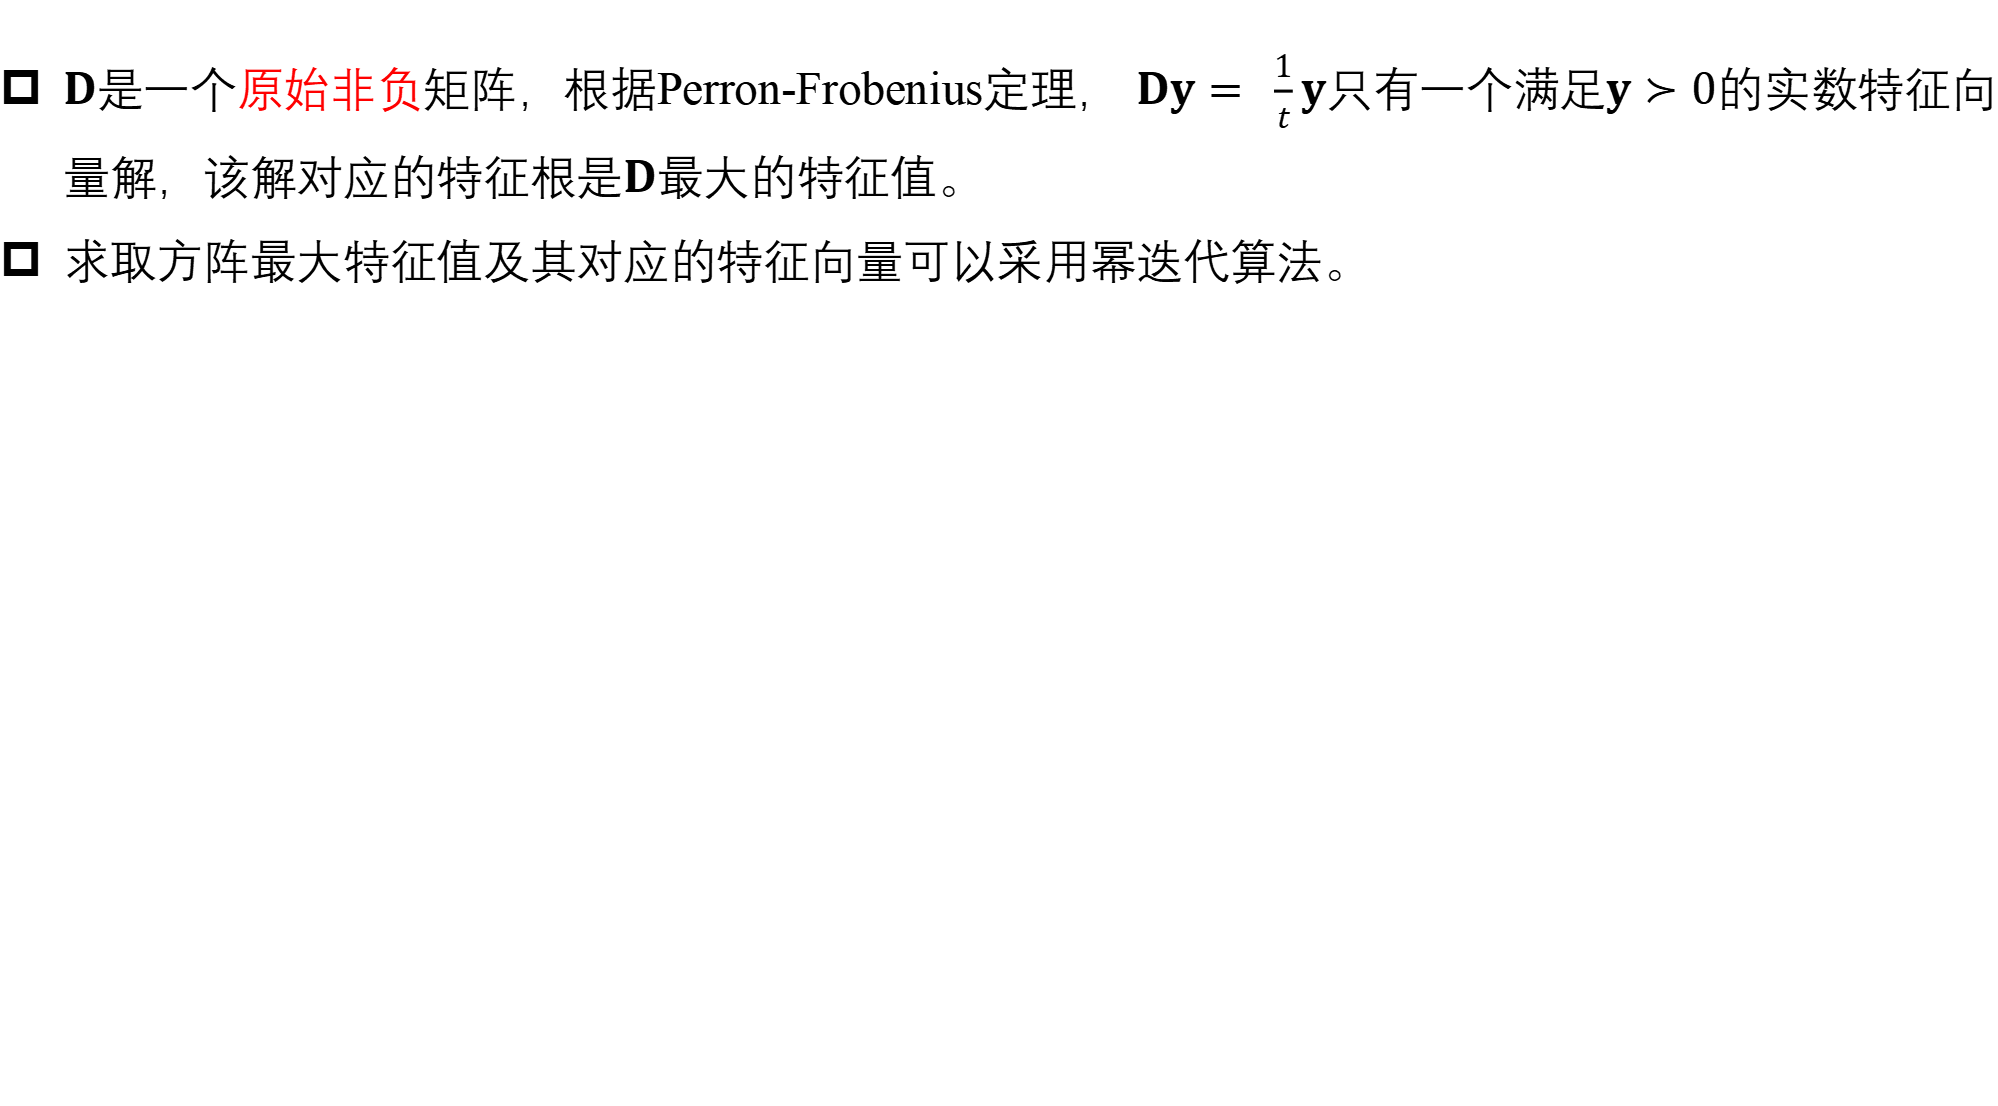 D是一个原始非负矩阵，根据Perron-Frobenius定理， Dy = 1/t y只有一个满足y ≻ 0的实数特征向
量解，该解对应的特征根是D最大的特征值。
求取方阵最大特征值及其对应的特征向量可以采用幂迭代算法。